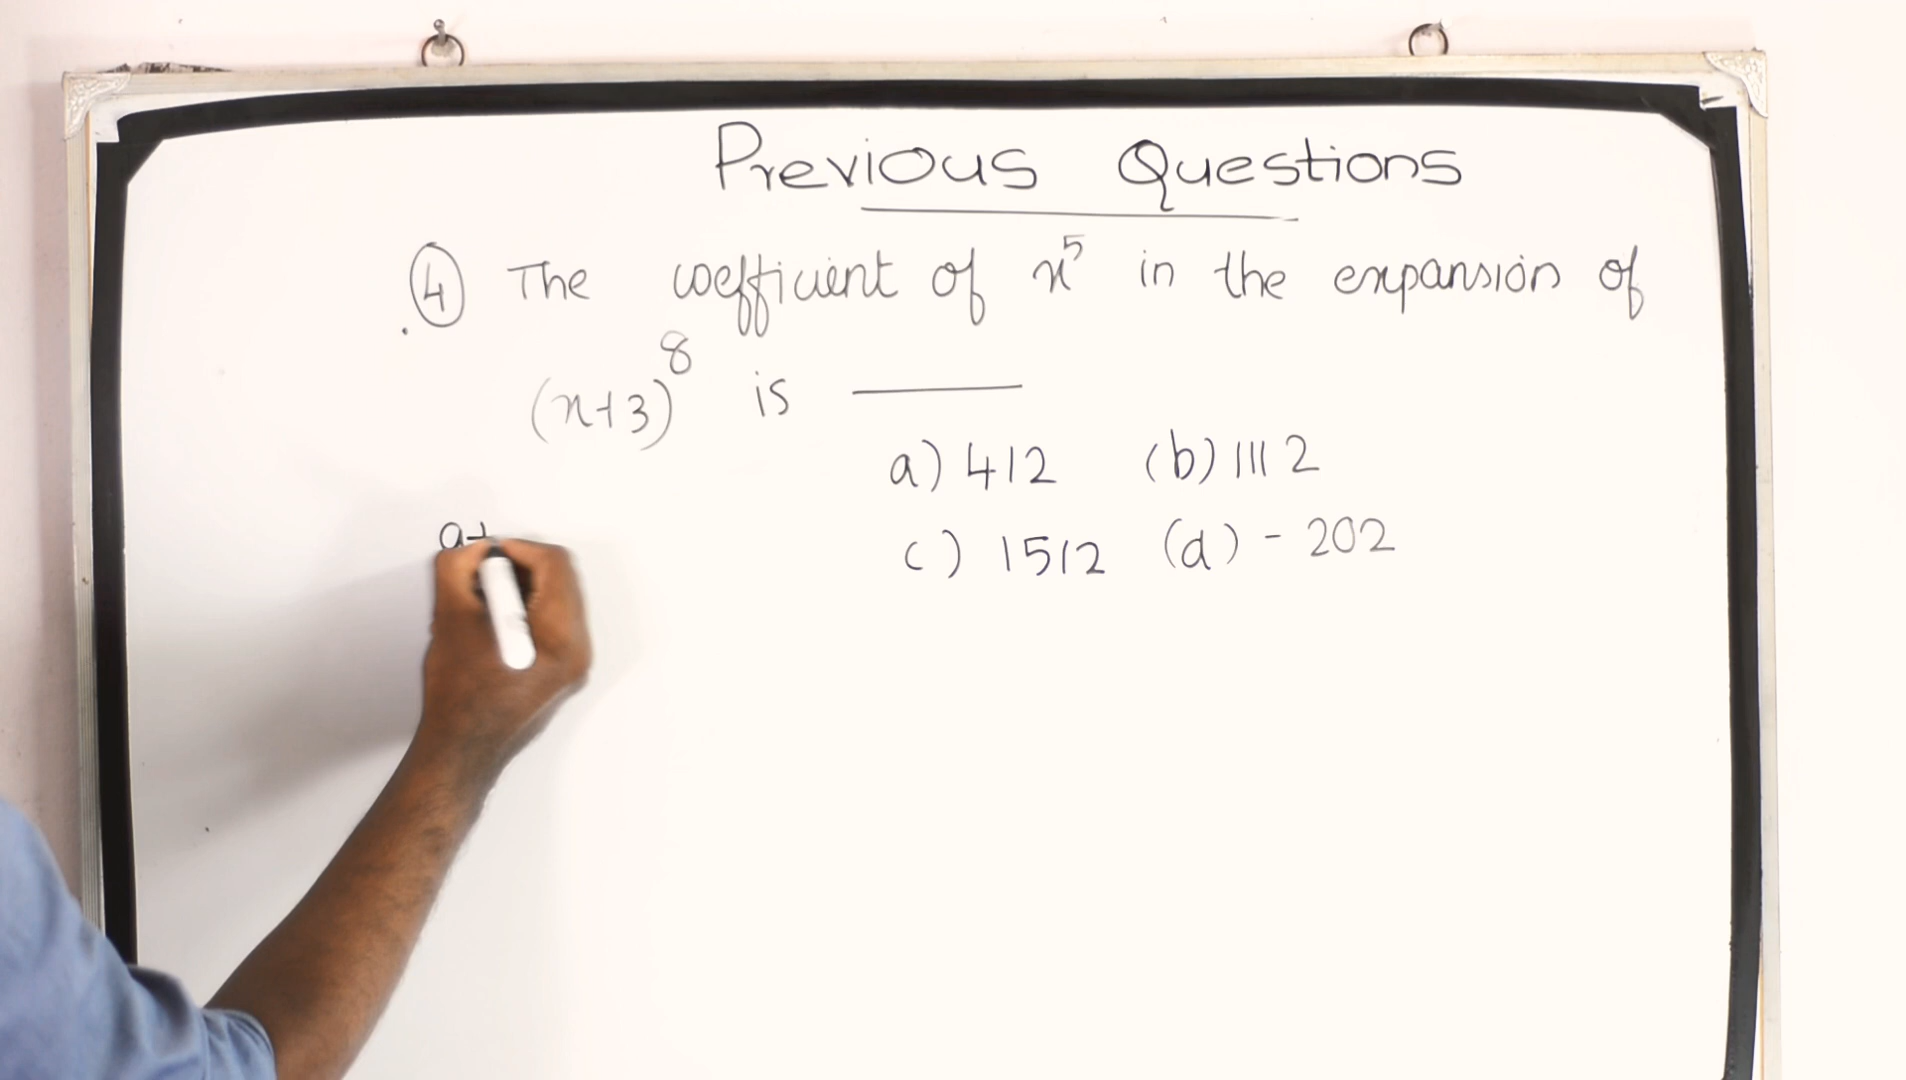 Previous Questions
④ The coefficient of x⁵ in the expansion of
(x+3)⁸ is ______
a) 412 (b) 1112
c) 1512 (d) - 202
a+